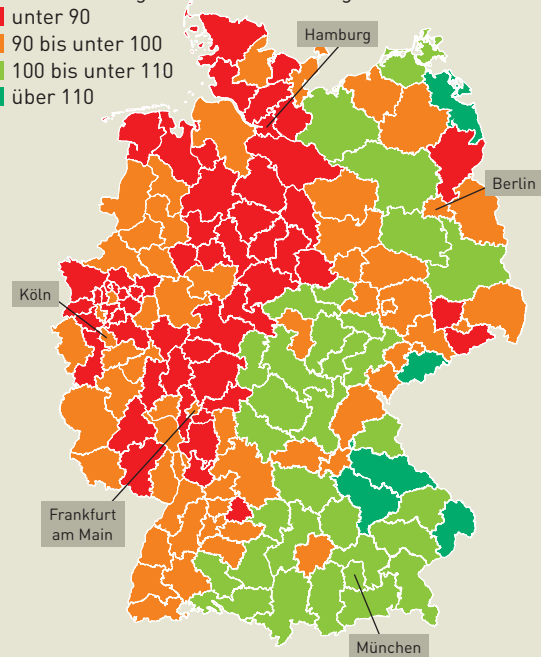 unter 90
90 bis unter 100
100 bis unter 110
über 110
Hamburg
Berlin
Köln
Frankfurt
am Main
München